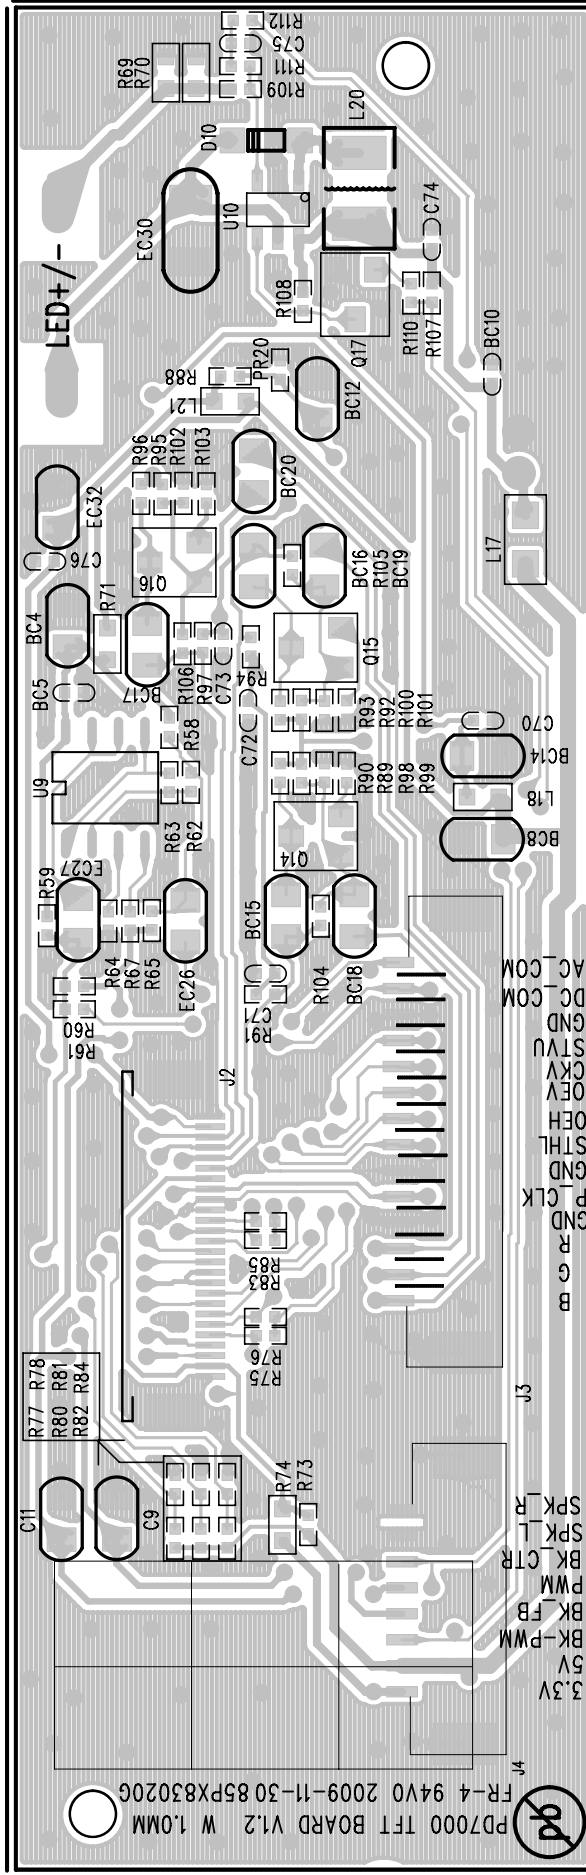 R112
C75
R111
R109
R69
R70
D10
L20
EC30
U10
C74
LED+/-
R108
Q17
R110
R107
BC10
PR20
R88
L21
BC12
R96
R95
R102
R103
BC20
EC32
C76
Q16
BC16
R105
BC19
L17
BC4
R71
BC5
BC17
R106
R97
C73
R94
Q15
C72
R58
R93
R92
R100
R101
C70
BC14
U9
R63
R62
R90
R89
R98
R99
L18
Q14
BC8
R59
EC27
R64
R67
R65
EC26
BC15
R104
BC18
R60
R61
C71
R91
AC_COM
DC_COM
GND
STVU
CKV
OEV
OEH
STHL
GND
P_CLK
GND
R
G
B
J2
R85
R83
R76
R75
R78 R81 R84
R77 R80 R82
J3
C11
C9
R74
R73
SPK_R
SPK_L
BK_CTR
PWM
BK_FB
BK-PWM
5V
3.3V
J4
PD7000 TFT BOARD V1.2 W 1.0MM
FR-4 94V0 2009-11-30 85PX83020G
pb